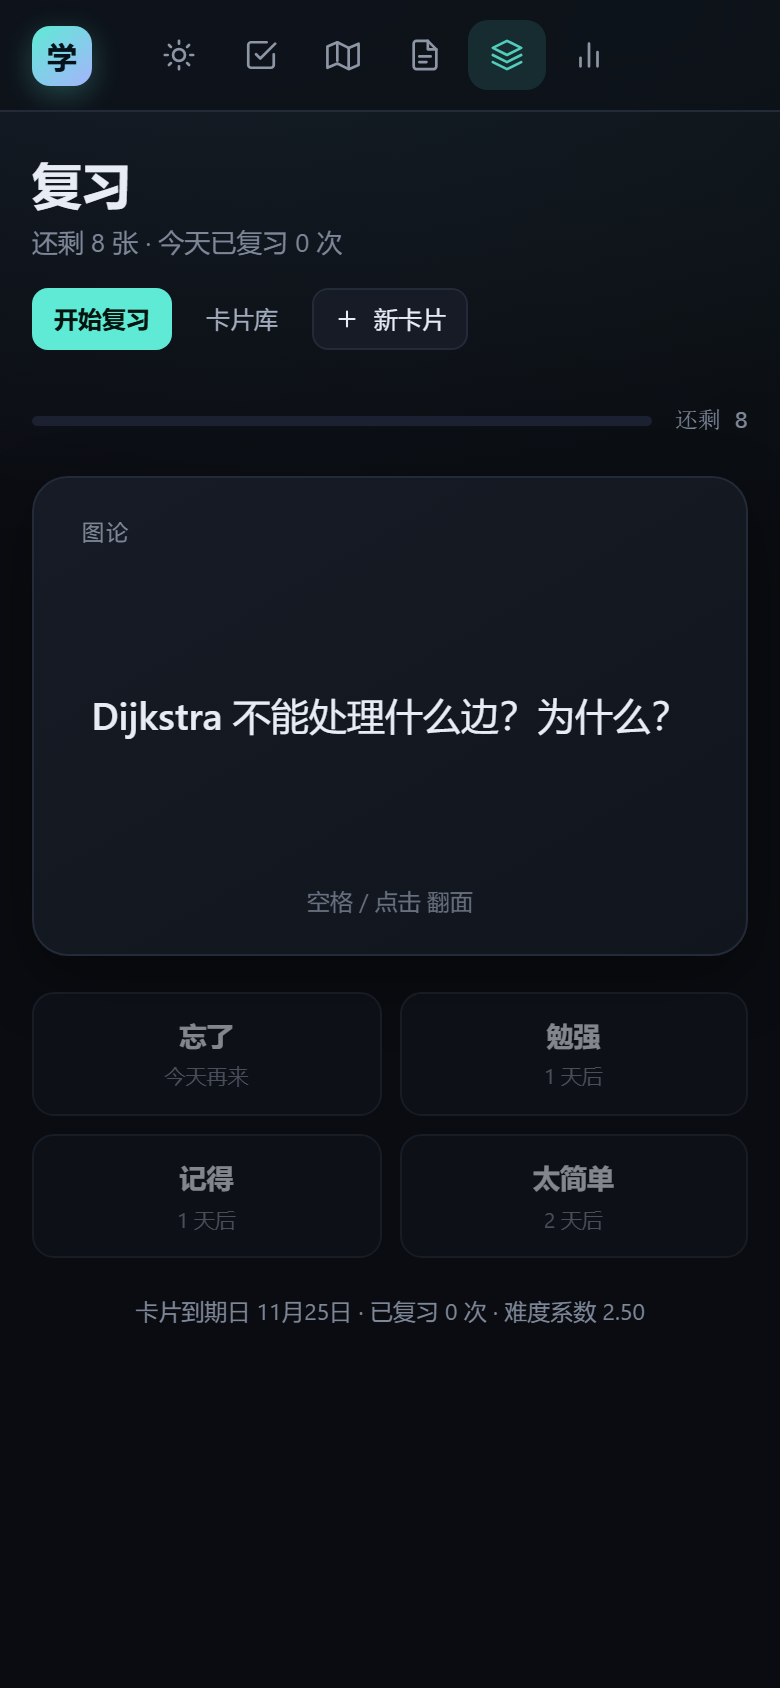 学
复习
还剩 8 张 · 今天已复习 0 次
开始复习 卡片库 + 新卡片
还剩 8
图论
Dijkstra 不能处理什么边？为什么？
空格 / 点击 翻面
忘了 勉强
今天再来 1 天后
记得 太简单
1 天后 2 天后
卡片到期日 11月25日 · 已复习 0 次 · 难度系数 2.50